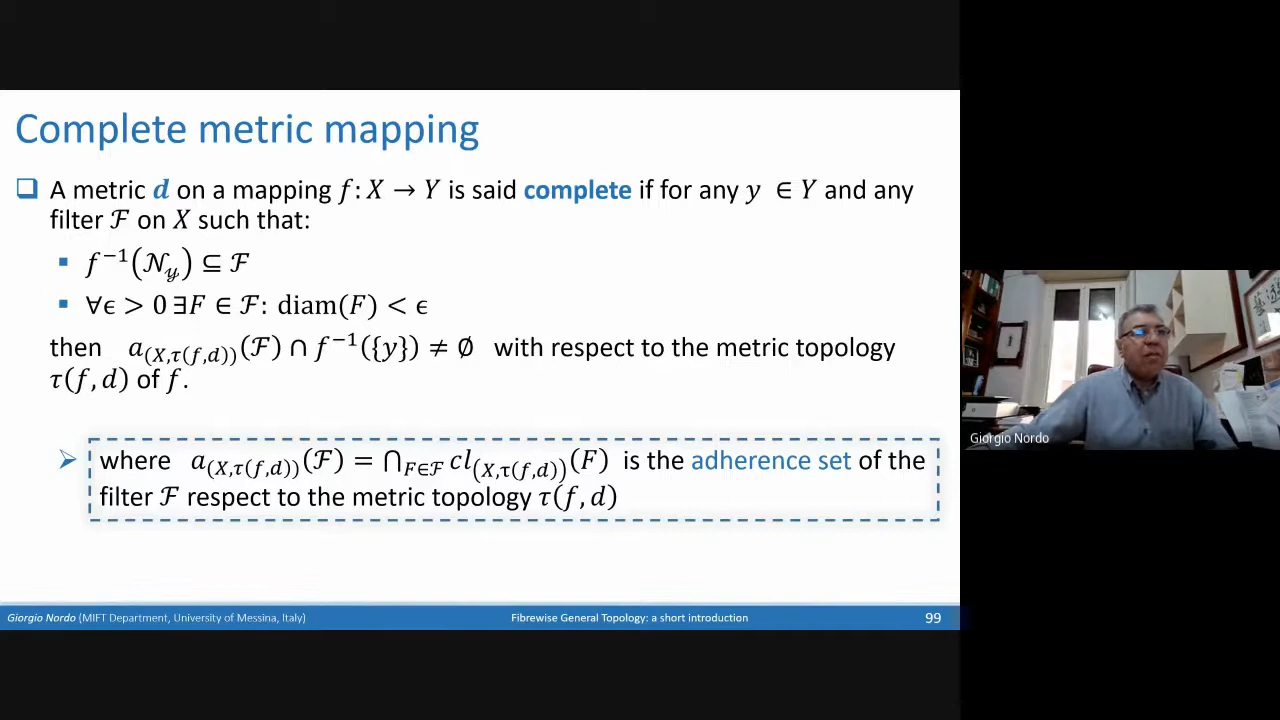 Complete metric mapping
❑ A metric d on a mapping f: X → Y is said complete if for any y ∈ Y and any
filter ℱ on X such that:
▪ f⁻¹(𝒩_𝓎) ⊆ ℱ
▪ ∀ϵ > 0 ∃F ∈ ℱ: diam(F) < ϵ
then a_(X,τ(f,d))(ℱ) ∩ f⁻¹({y}) ≠ ∅ with respect to the metric topology
τ(f, d) of f.
➢ where a_(X,τ(f,d))(ℱ) = ⋂_{F∈ℱ} cl_(X,τ(f,d))(F) is the adherence set of the
filter ℱ respect to the metric topology τ(f, d)
Giorgio Nordo
Giorgio Nordo (MIFT Department, University of Messina, Italy)
Fibrewise General Topology: a short introduction
99